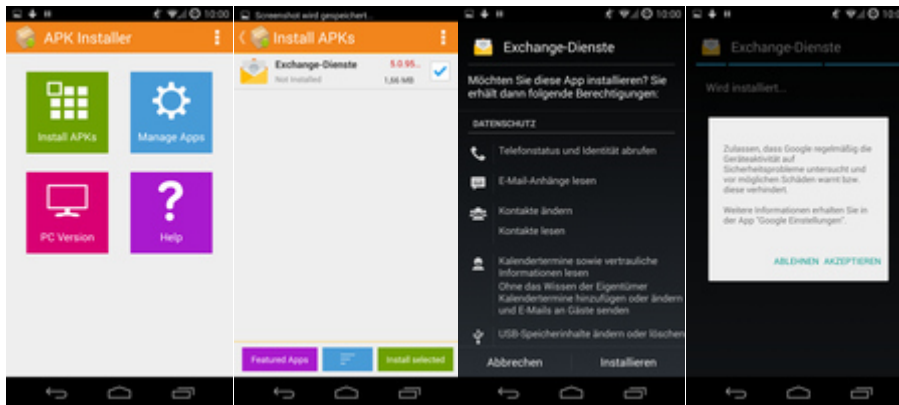 10:00
APK Installer
Install APKs
Manage Apps
PC Version
Help
Screenshot wird gespeichert...
Install APKs
Exchange-Dienste
5.0.95..
Not installed
1,66 MB
Featured Apps
Install selected
10:00
Exchange-Dienste
Möchten Sie diese App installieren? Sie
erhält dann folgende Berechtigungen:
DATENSCHUTZ
Telefonstatus und Identität abrufen
E-Mail-Anhänge lesen
Kontakte ändern
Kontakte lesen
Kalendertermine sowie vertrauliche
Informationen lesen
Ohne das Wissen der Eigentümer
Kalendertermine hinzufügen oder ändern
und E-Mails an Gäste senden
USB-Speicherinhalte ändern oder löschen
Abbrechen
Installieren
10:00
Exchange-Dienste
Wird installiert...
Zulassen, dass Google regelmäßig die
Geräteaktivität auf
Sicherheitsprobleme untersucht und
vor möglichen Schäden warnt bzw.
diese verhindert.
Weitere Informationen erhalten Sie in
der App "Google Einstellungen".
ABLEHNEN AKZEPTIEREN